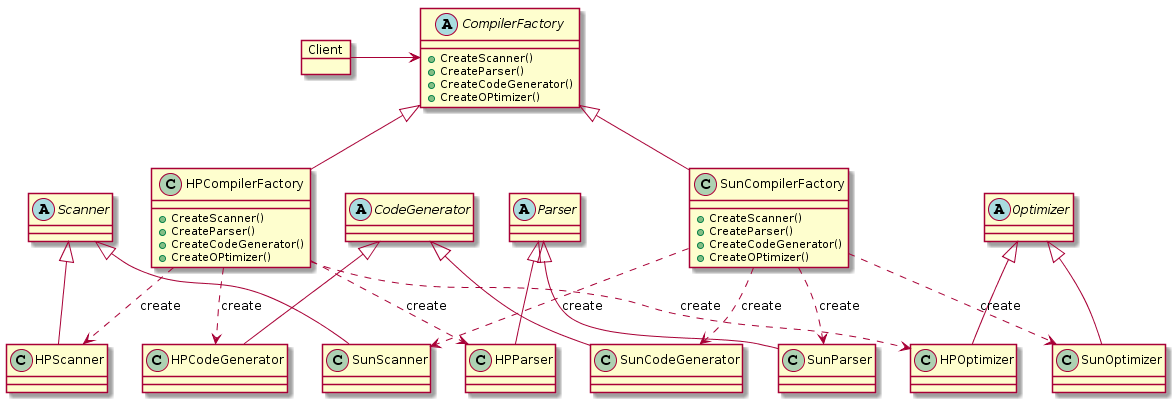 A CompilerFactory
Client
CreateScanner()
CreateParser()
CreateCodeGenerator()
CreateOPtimizer()
C HPCompilerFactory
CreateScanner()
CreateParser()
CreateCodeGenerator()
CreateOPtimizer()
C SunCompilerFactory
CreateScanner()
CreateParser()
CreateCodeGenerator()
CreateOPtimizer()
A Scanner
A CodeGenerator
A Parser
A Optimizer
create
create
create
create
create
create
create
create
C HPScanner
C HPCodeGenerator
C SunScanner
C HPParser
C SunCodeGenerator
C SunParser
C HPOptimizer
C SunOptimizer